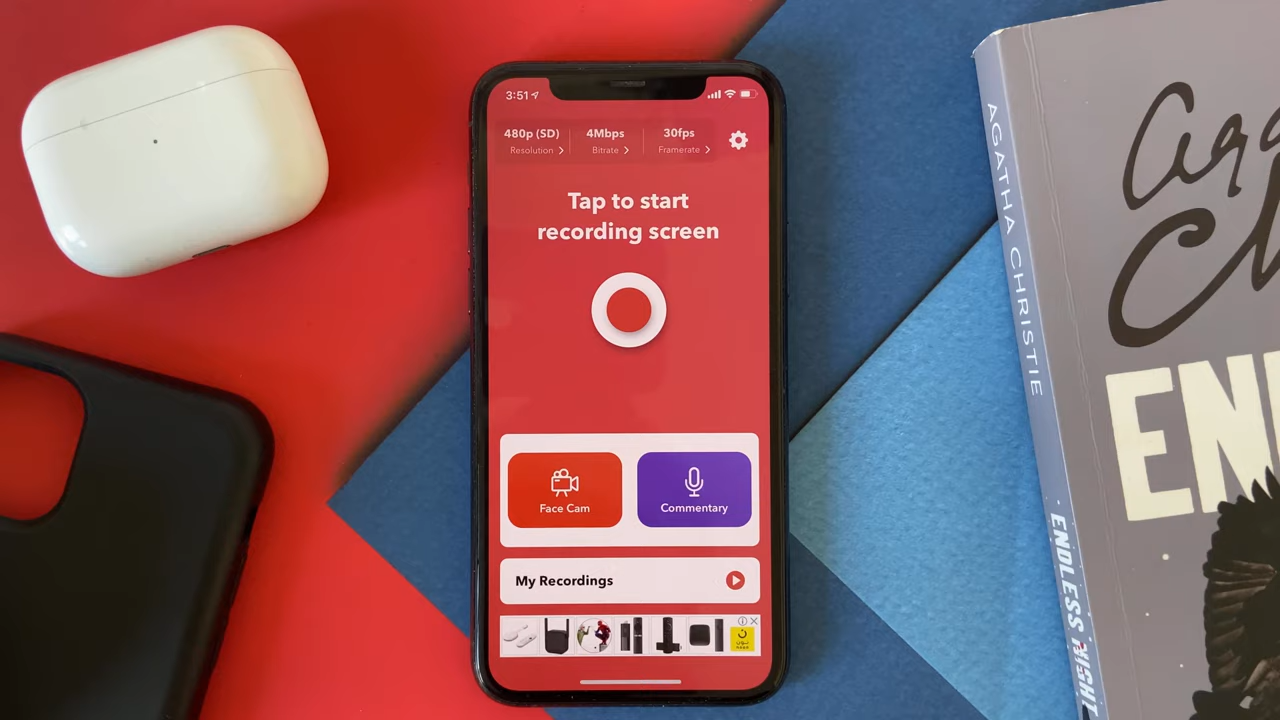 3:51
480p (SD)
Resolution
4Mbps
Bitrate
30fps
Framerate
Tap to start
recording screen
Face Cam
Commentary
My Recordings
نون
AGATHA CHRISTIE
ENDLESS NIGHT